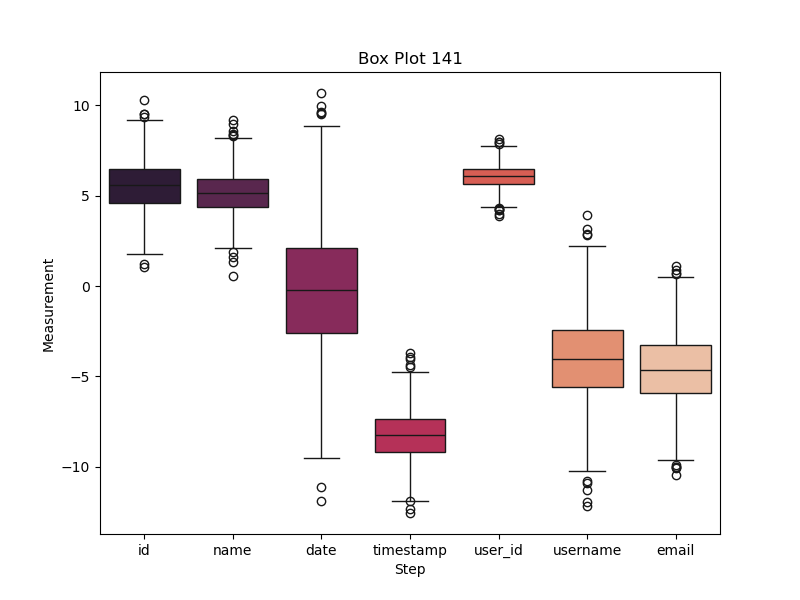 Box Plot 141
Measurement
10
5
0
−5
−10
id name date timestamp user_id username email
Step